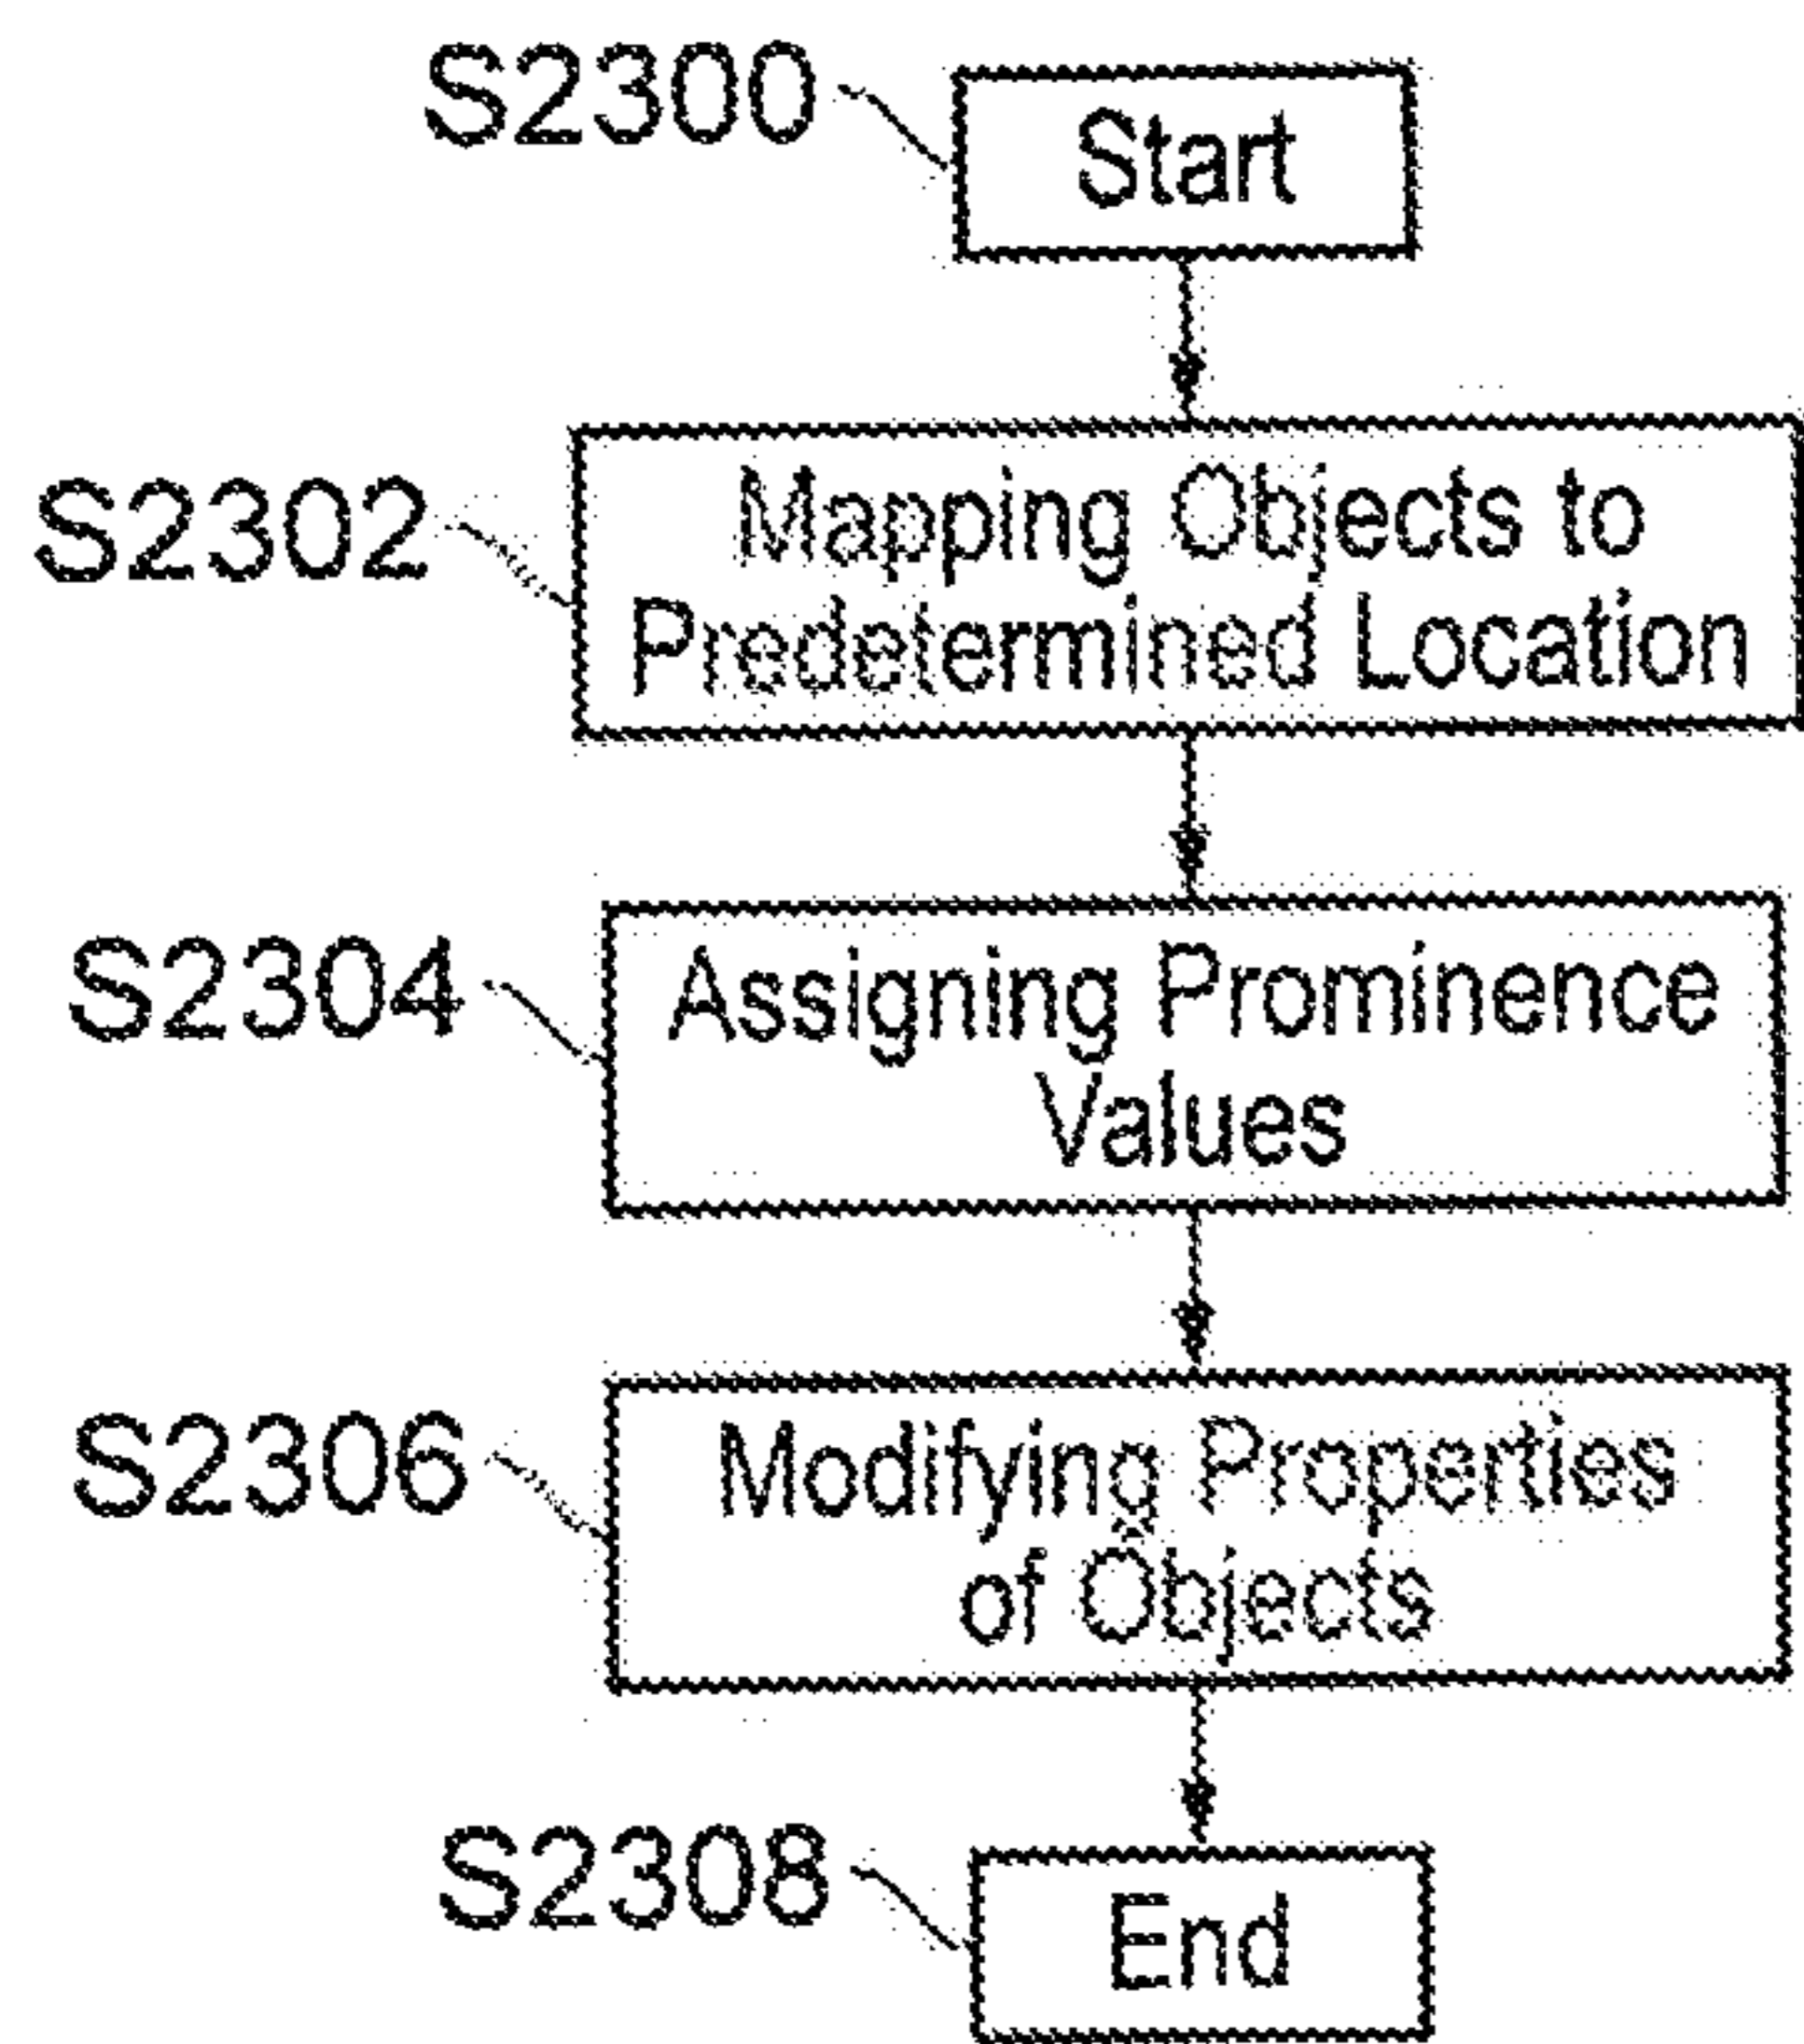 S2300
Start
S2302
Mapping Objects to
Predetermined Location
S2304
Assigning Prominence
Values
S2306
Modifying Properties
of Objects
S2308
End